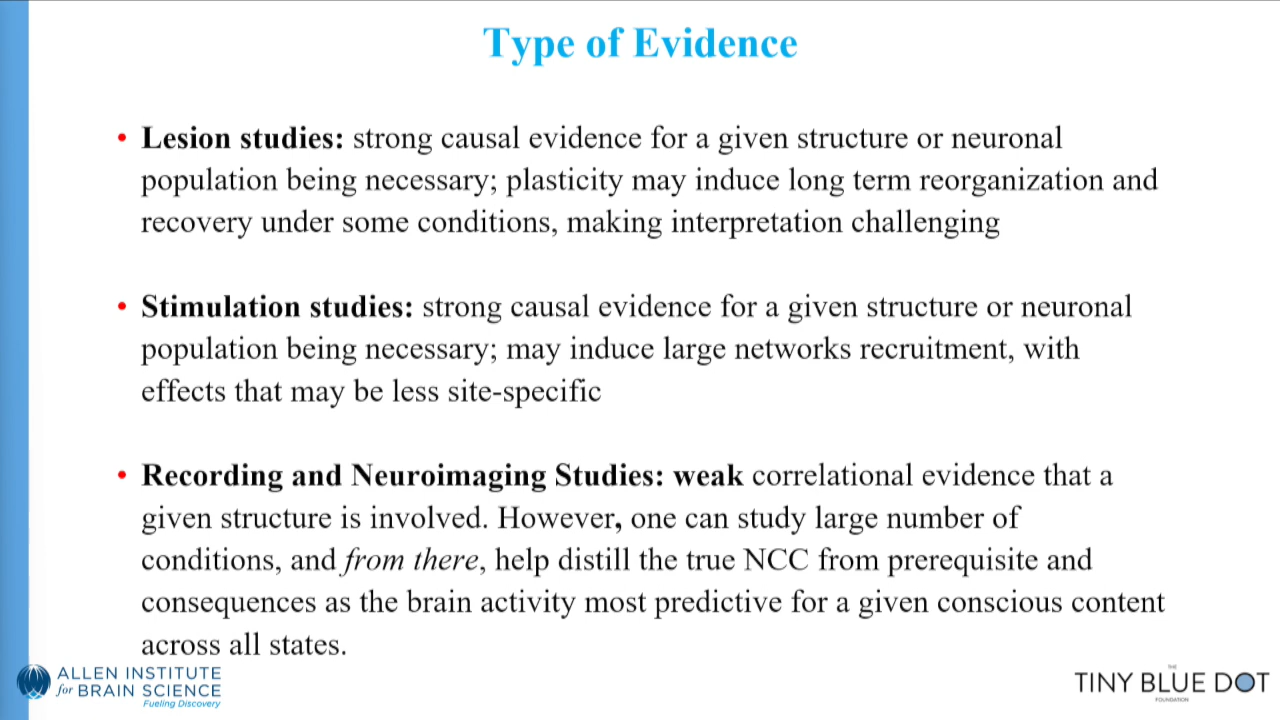 Type of Evidence
• Lesion studies: strong causal evidence for a given structure or neuronal
population being necessary; plasticity may induce long term reorganization and
recovery under some conditions, making interpretation challenging
• Stimulation studies: strong causal evidence for a given structure or neuronal
population being necessary; may induce large networks recruitment, with
effects that may be less site-specific
• Recording and Neuroimaging Studies: weak correlational evidence that a
given structure is involved. However, one can study large number of
conditions, and from there, help distill the true NCC from prerequisite and
consequences as the brain activity most predictive for a given conscious content
across all states.
ALLEN INSTITUTE
for BRAIN SCIENCE
Fueling Discovery
THE
TINY BLUE DOT
FOUNDATION